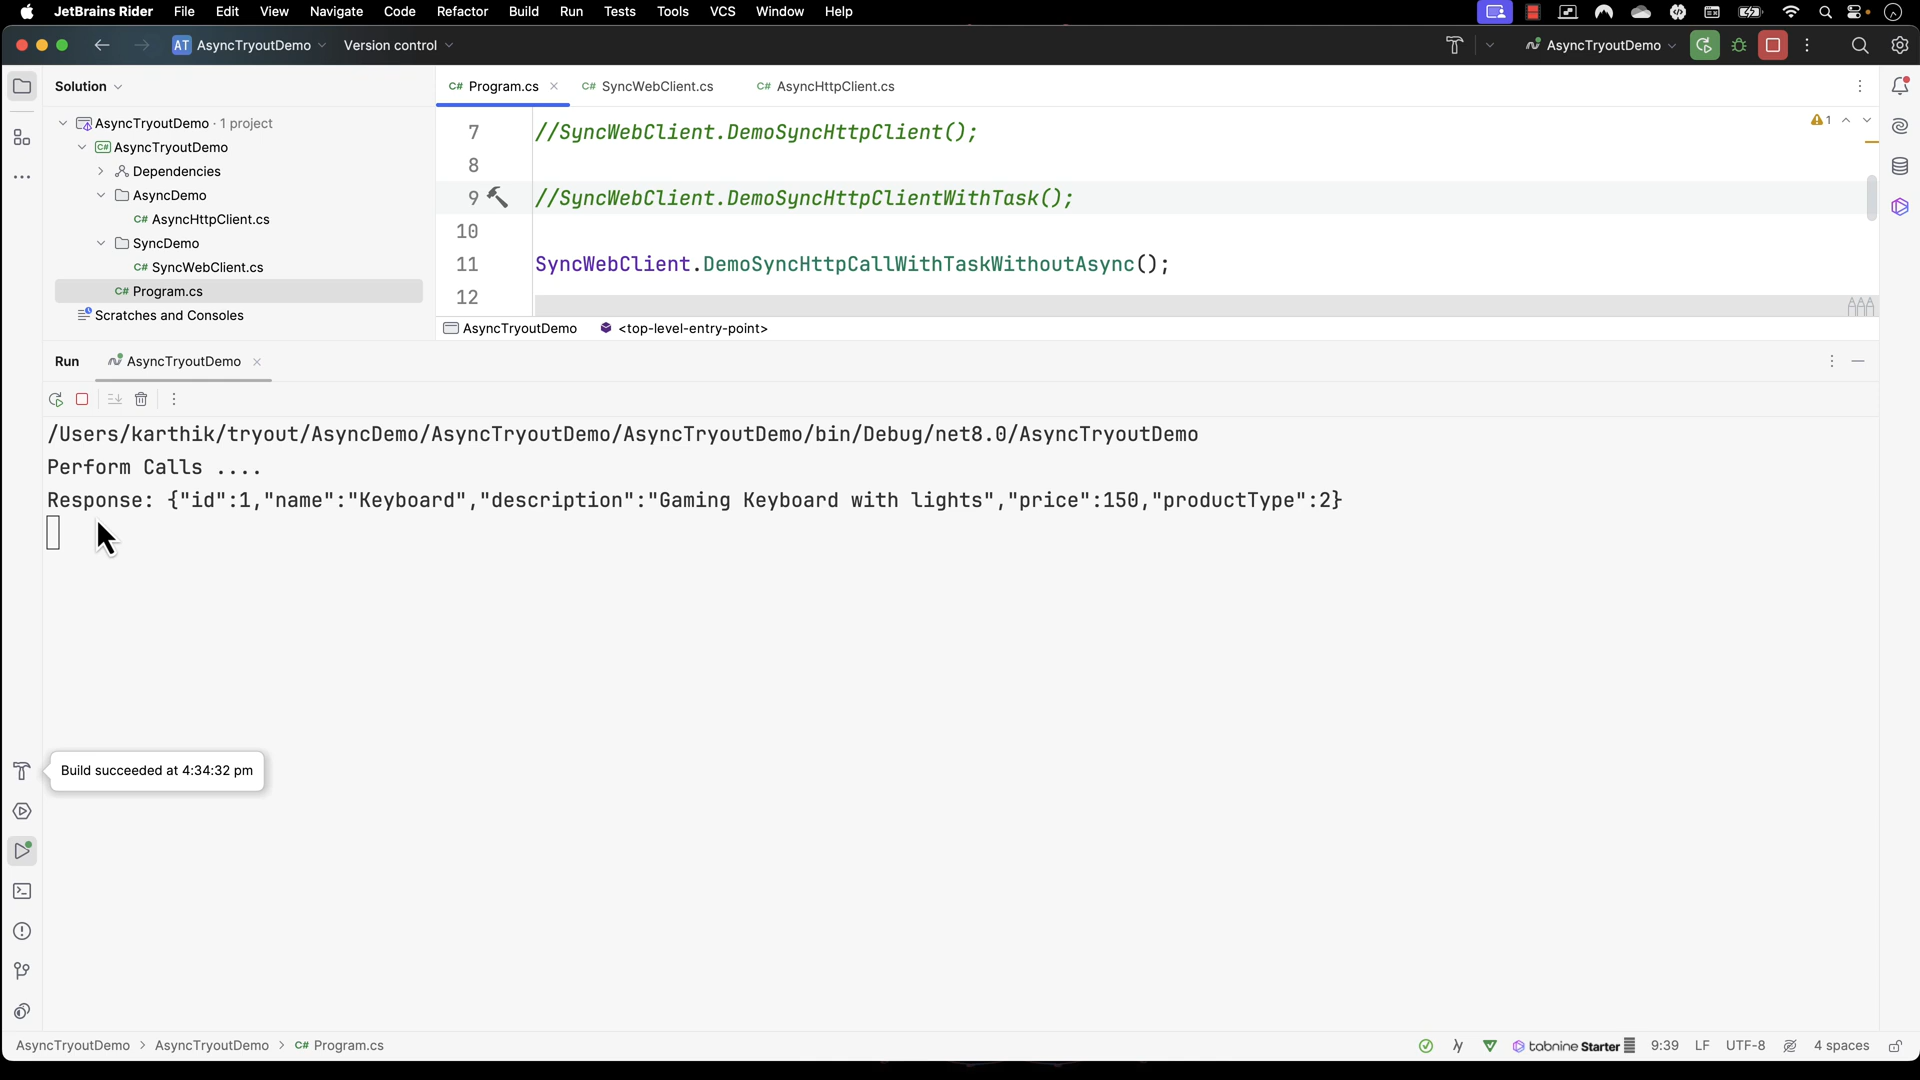 JetBrains Rider File Edit View Navigate Code Refactor Build Run Tests Tools VCS Window Help
AT AsyncTryoutDemo Version control AsyncTryoutDemo
Solution
C# Program.cs C# SyncWebClient.cs C# AsyncHttpClient.cs
AsyncTryoutDemo · 1 project
C# AsyncTryoutDemo
Dependencies
AsyncDemo
C# AsyncHttpClient.cs
SyncDemo
C# SyncWebClient.cs
C# Program.cs
Scratches and Consoles
7 //SyncWebClient.DemoSyncHttpClient();
8
9 //SyncWebClient.DemoSyncHttpClientWithTask();
10
11 SyncWebClient.DemoSyncHttpCallWithTaskWithoutAsync();
12
1
AsyncTryoutDemo <top-level-entry-point>
Run AsyncTryoutDemo
/Users/karthik/tryout/AsyncDemo/AsyncTryoutDemo/AsyncTryoutDemo/bin/Debug/net8.0/AsyncTryoutDemo
Perform Calls ....
Response: {"id":1,"name":"Keyboard","description":"Gaming Keyboard with lights","price":150,"productType":2}
Build succeeded at 4:34:32 pm
AsyncTryoutDemo > AsyncTryoutDemo > C# Program.cs
tabnine Starter 9:39 LF UTF-8 4 spaces